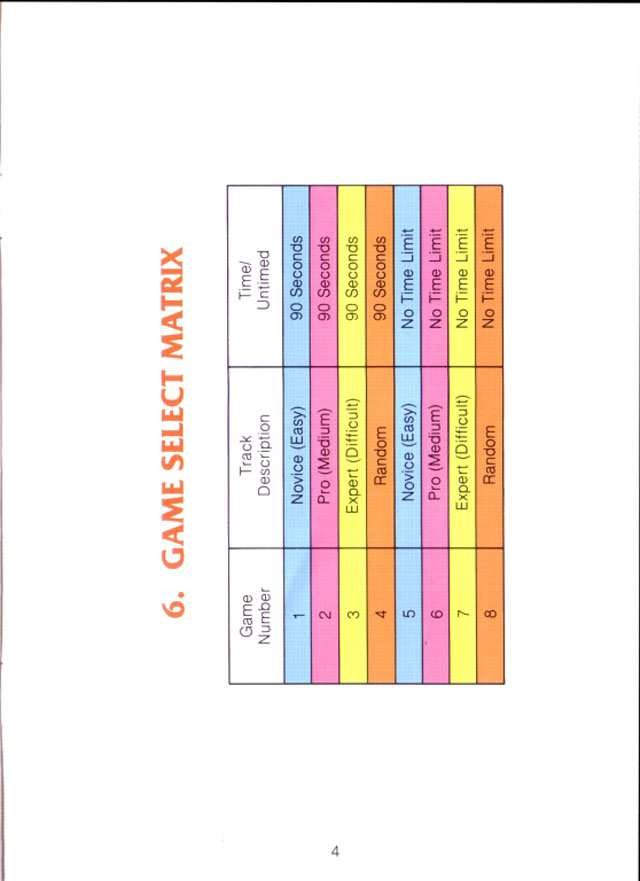 6. GAME SELECT MATRIX
Game Number Track Description Time/ Untimed
1 Novice (Easy) 90 Seconds
2 Pro (Medium) 90 Seconds
3 Expert (Difficult) 90 Seconds
4 Random 90 Seconds
5 Novice (Easy) No Time Limit
6 Pro (Medium) No Time Limit
7 Expert (Difficult) No Time Limit
8 Random No Time Limit
4